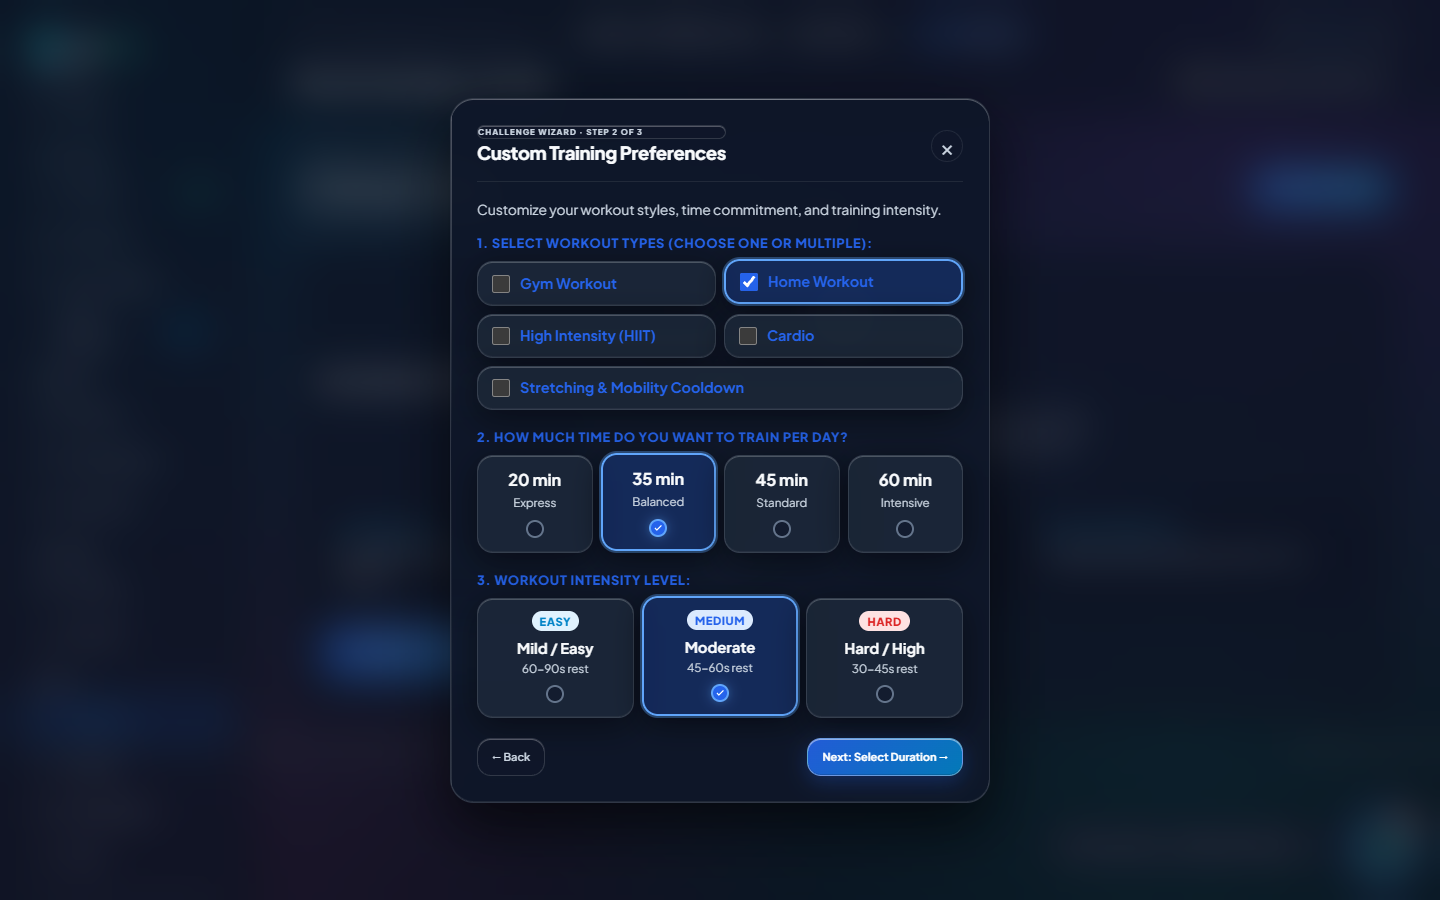 CHALLENGE WIZARD · STEP 2 OF 3
Custom Training Preferences
×
Customize your workout styles, time commitment, and training intensity.
1. SELECT WORKOUT TYPES (CHOOSE ONE OR MULTIPLE):
Gym Workout
Home Workout
High Intensity (HIIT)
Cardio
Stretching & Mobility Cooldown
2. HOW MUCH TIME DO YOU WANT TO TRAIN PER DAY?
20 min
Express
35 min
Balanced
45 min
Standard
60 min
Intensive
3. WORKOUT INTENSITY LEVEL:
EASY
Mild / Easy
60–90s rest
MEDIUM
Moderate
45–60s rest
HARD
Hard / High
30–45s rest
← Back
Next: Select Duration →